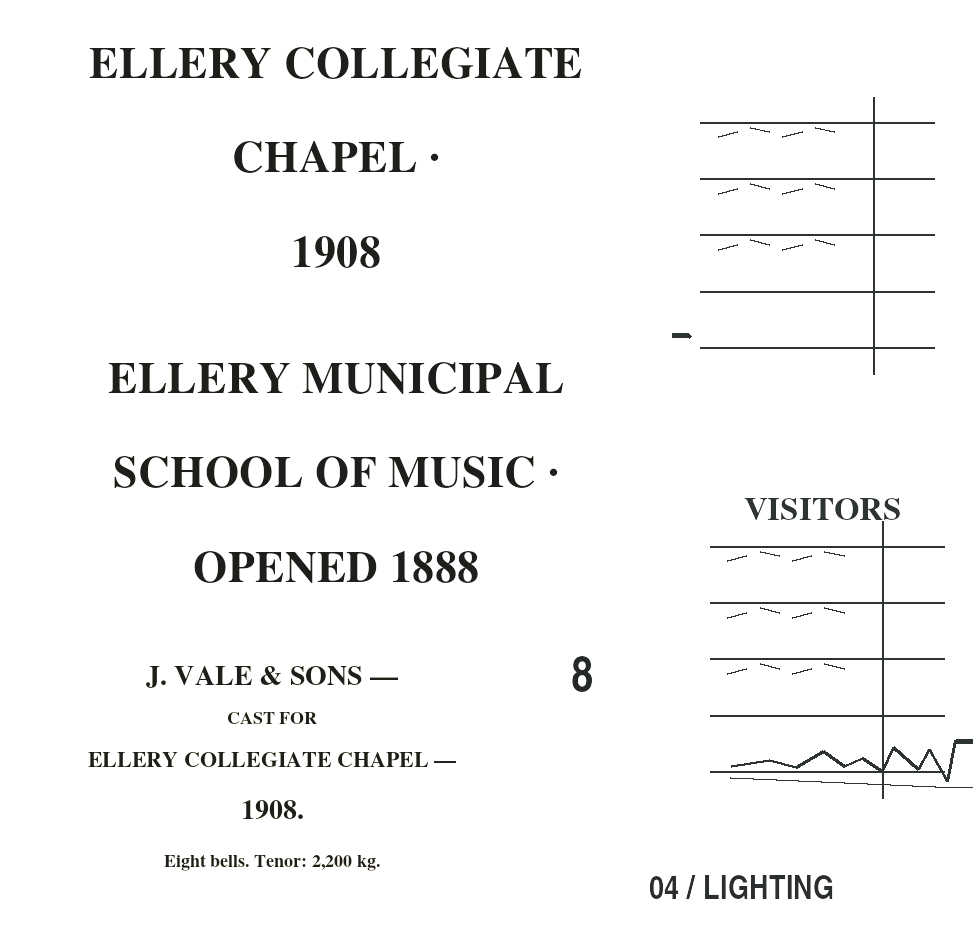 ELLERY COLLEGIATE
CHAPEL ·
1908
ELLERY MUNICIPAL
SCHOOL OF MUSIC ·
OPENED 1888
VISITORS
J. VALE & SONS —
CAST FOR
ELLERY COLLEGIATE CHAPEL —
1908.
Eight bells. Tenor: 2,200 kg.
8
04 / LIGHTING